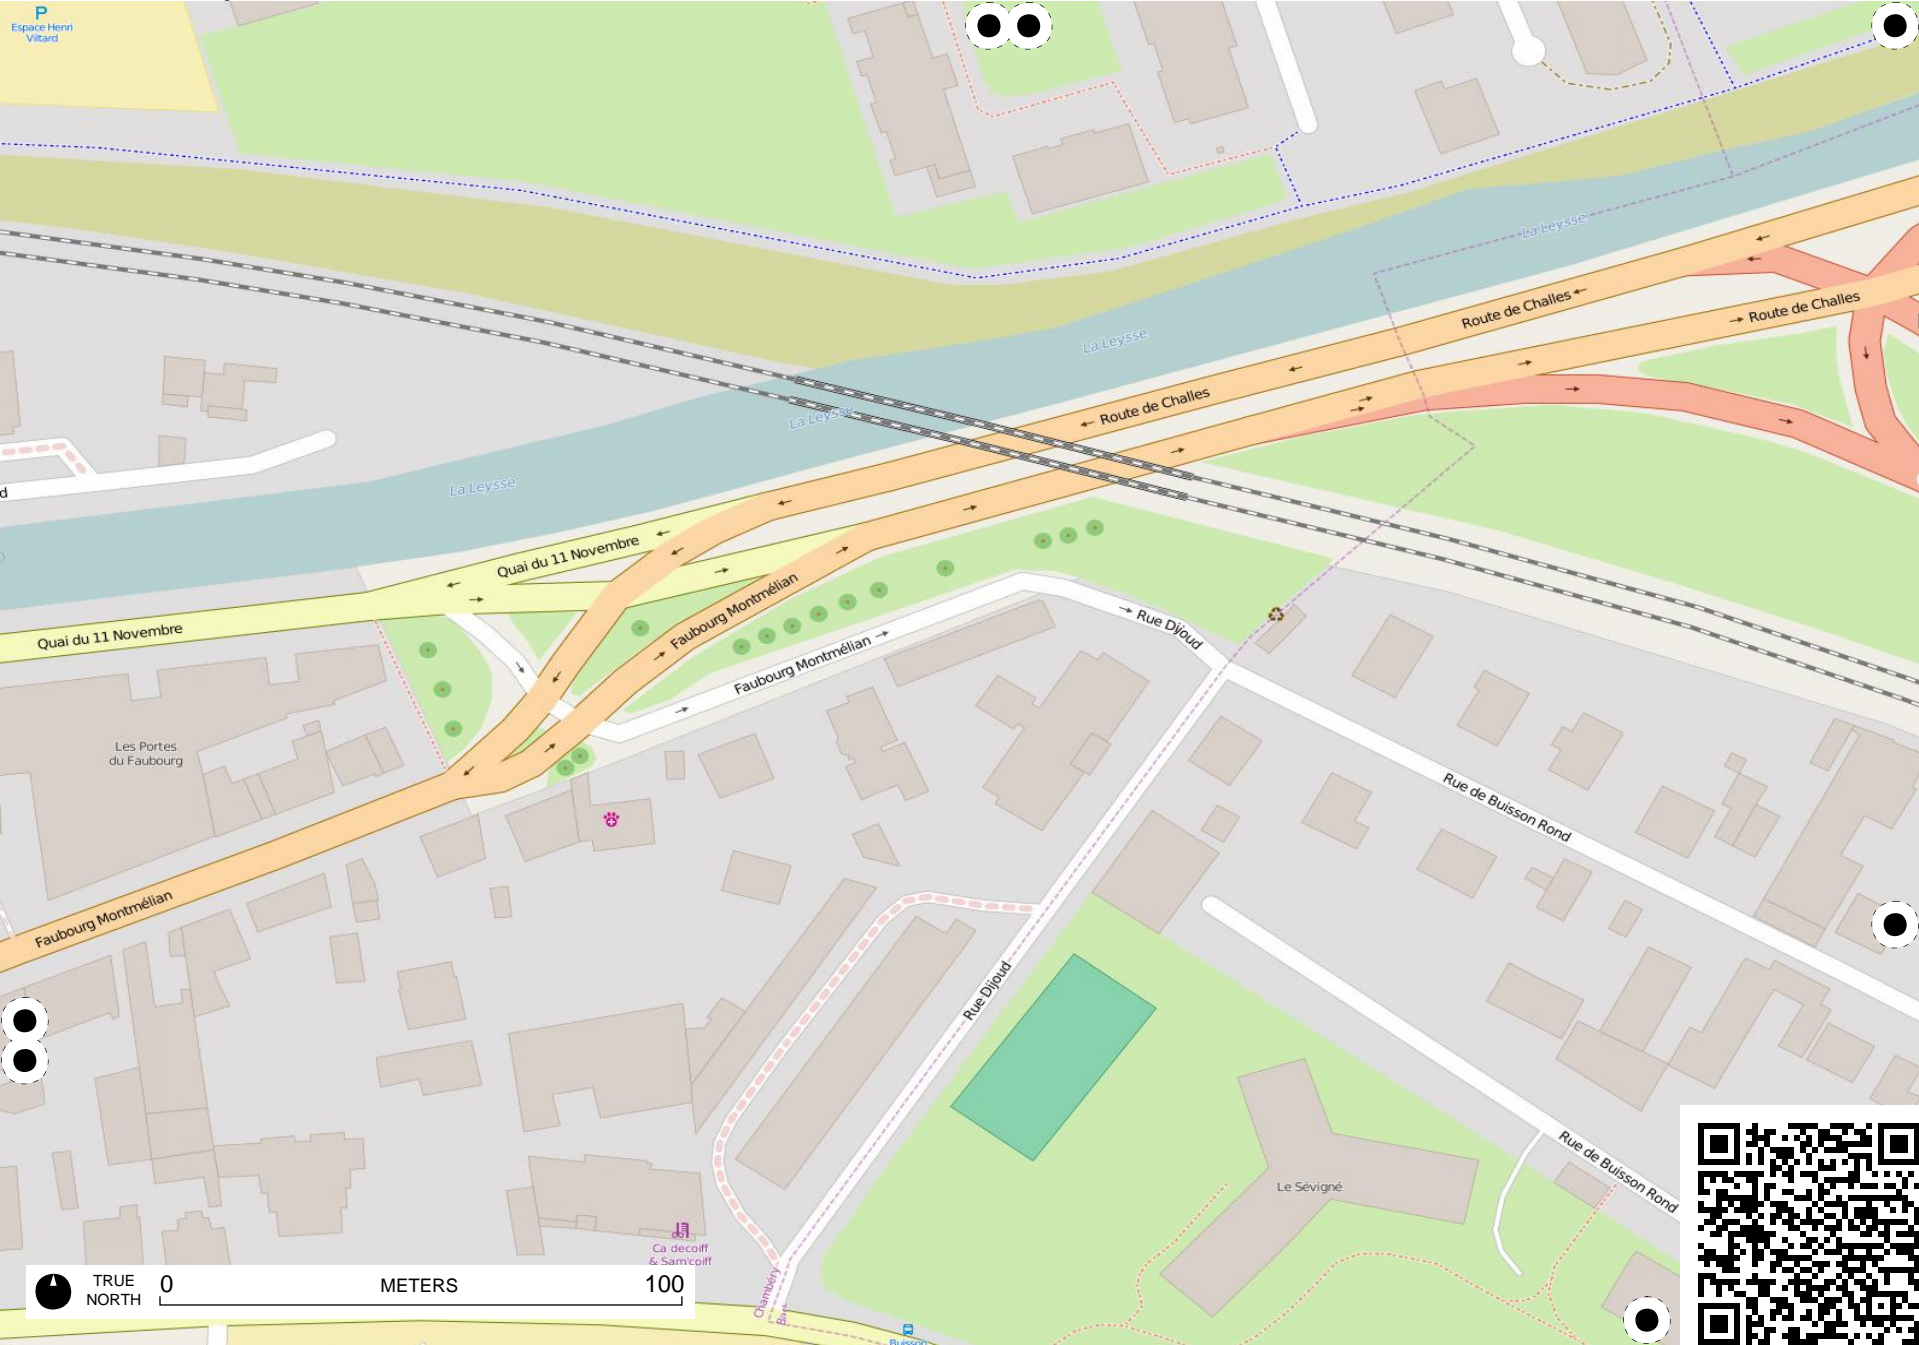 P
Espace Henri
Viltard
La Leysse
Route de Challes
Route de Challes
La Leysse
Route de Challes
La Leysse
La Leysse
d
Quai du 11 Novembre
Quai du 11 Novembre
Faubourg Montmélian
Faubourg Montmélian
Rue Dijoud
Les Portes
du Faubourg
Rue de Buisson Rond
Faubourg Montmélian
Rue Dijoud
Rue de Buisson Rond
Le Sévigné
Ca decoiff
& Sam'coiff
Chambéry
TRUE
NORTH
0
METERS
100
Buisson